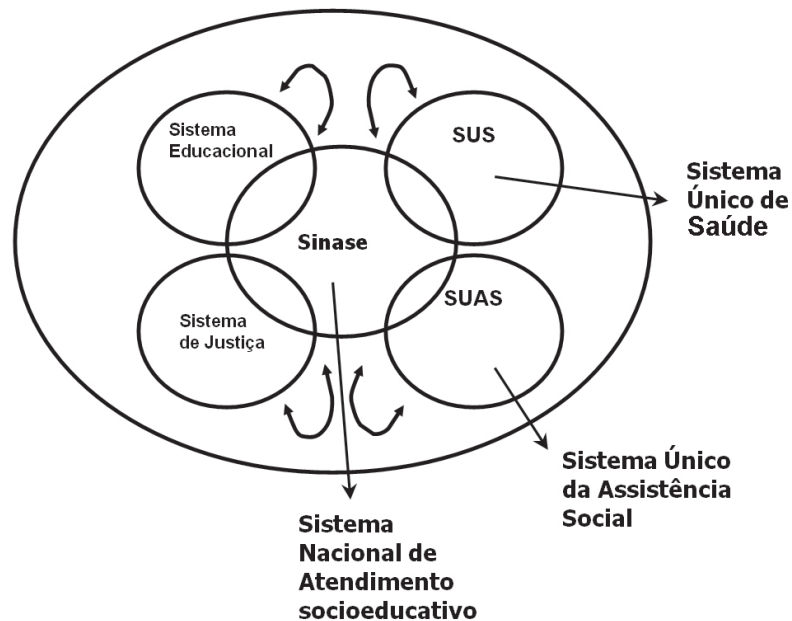 Sistema
Educacional
SUS
Sistema
Único de
Saúde
Sinase
SUAS
Sistema
de Justiça
Sistema Único
da Assistência
Social
Sistema
Nacional de
Atendimento
socioeducativo